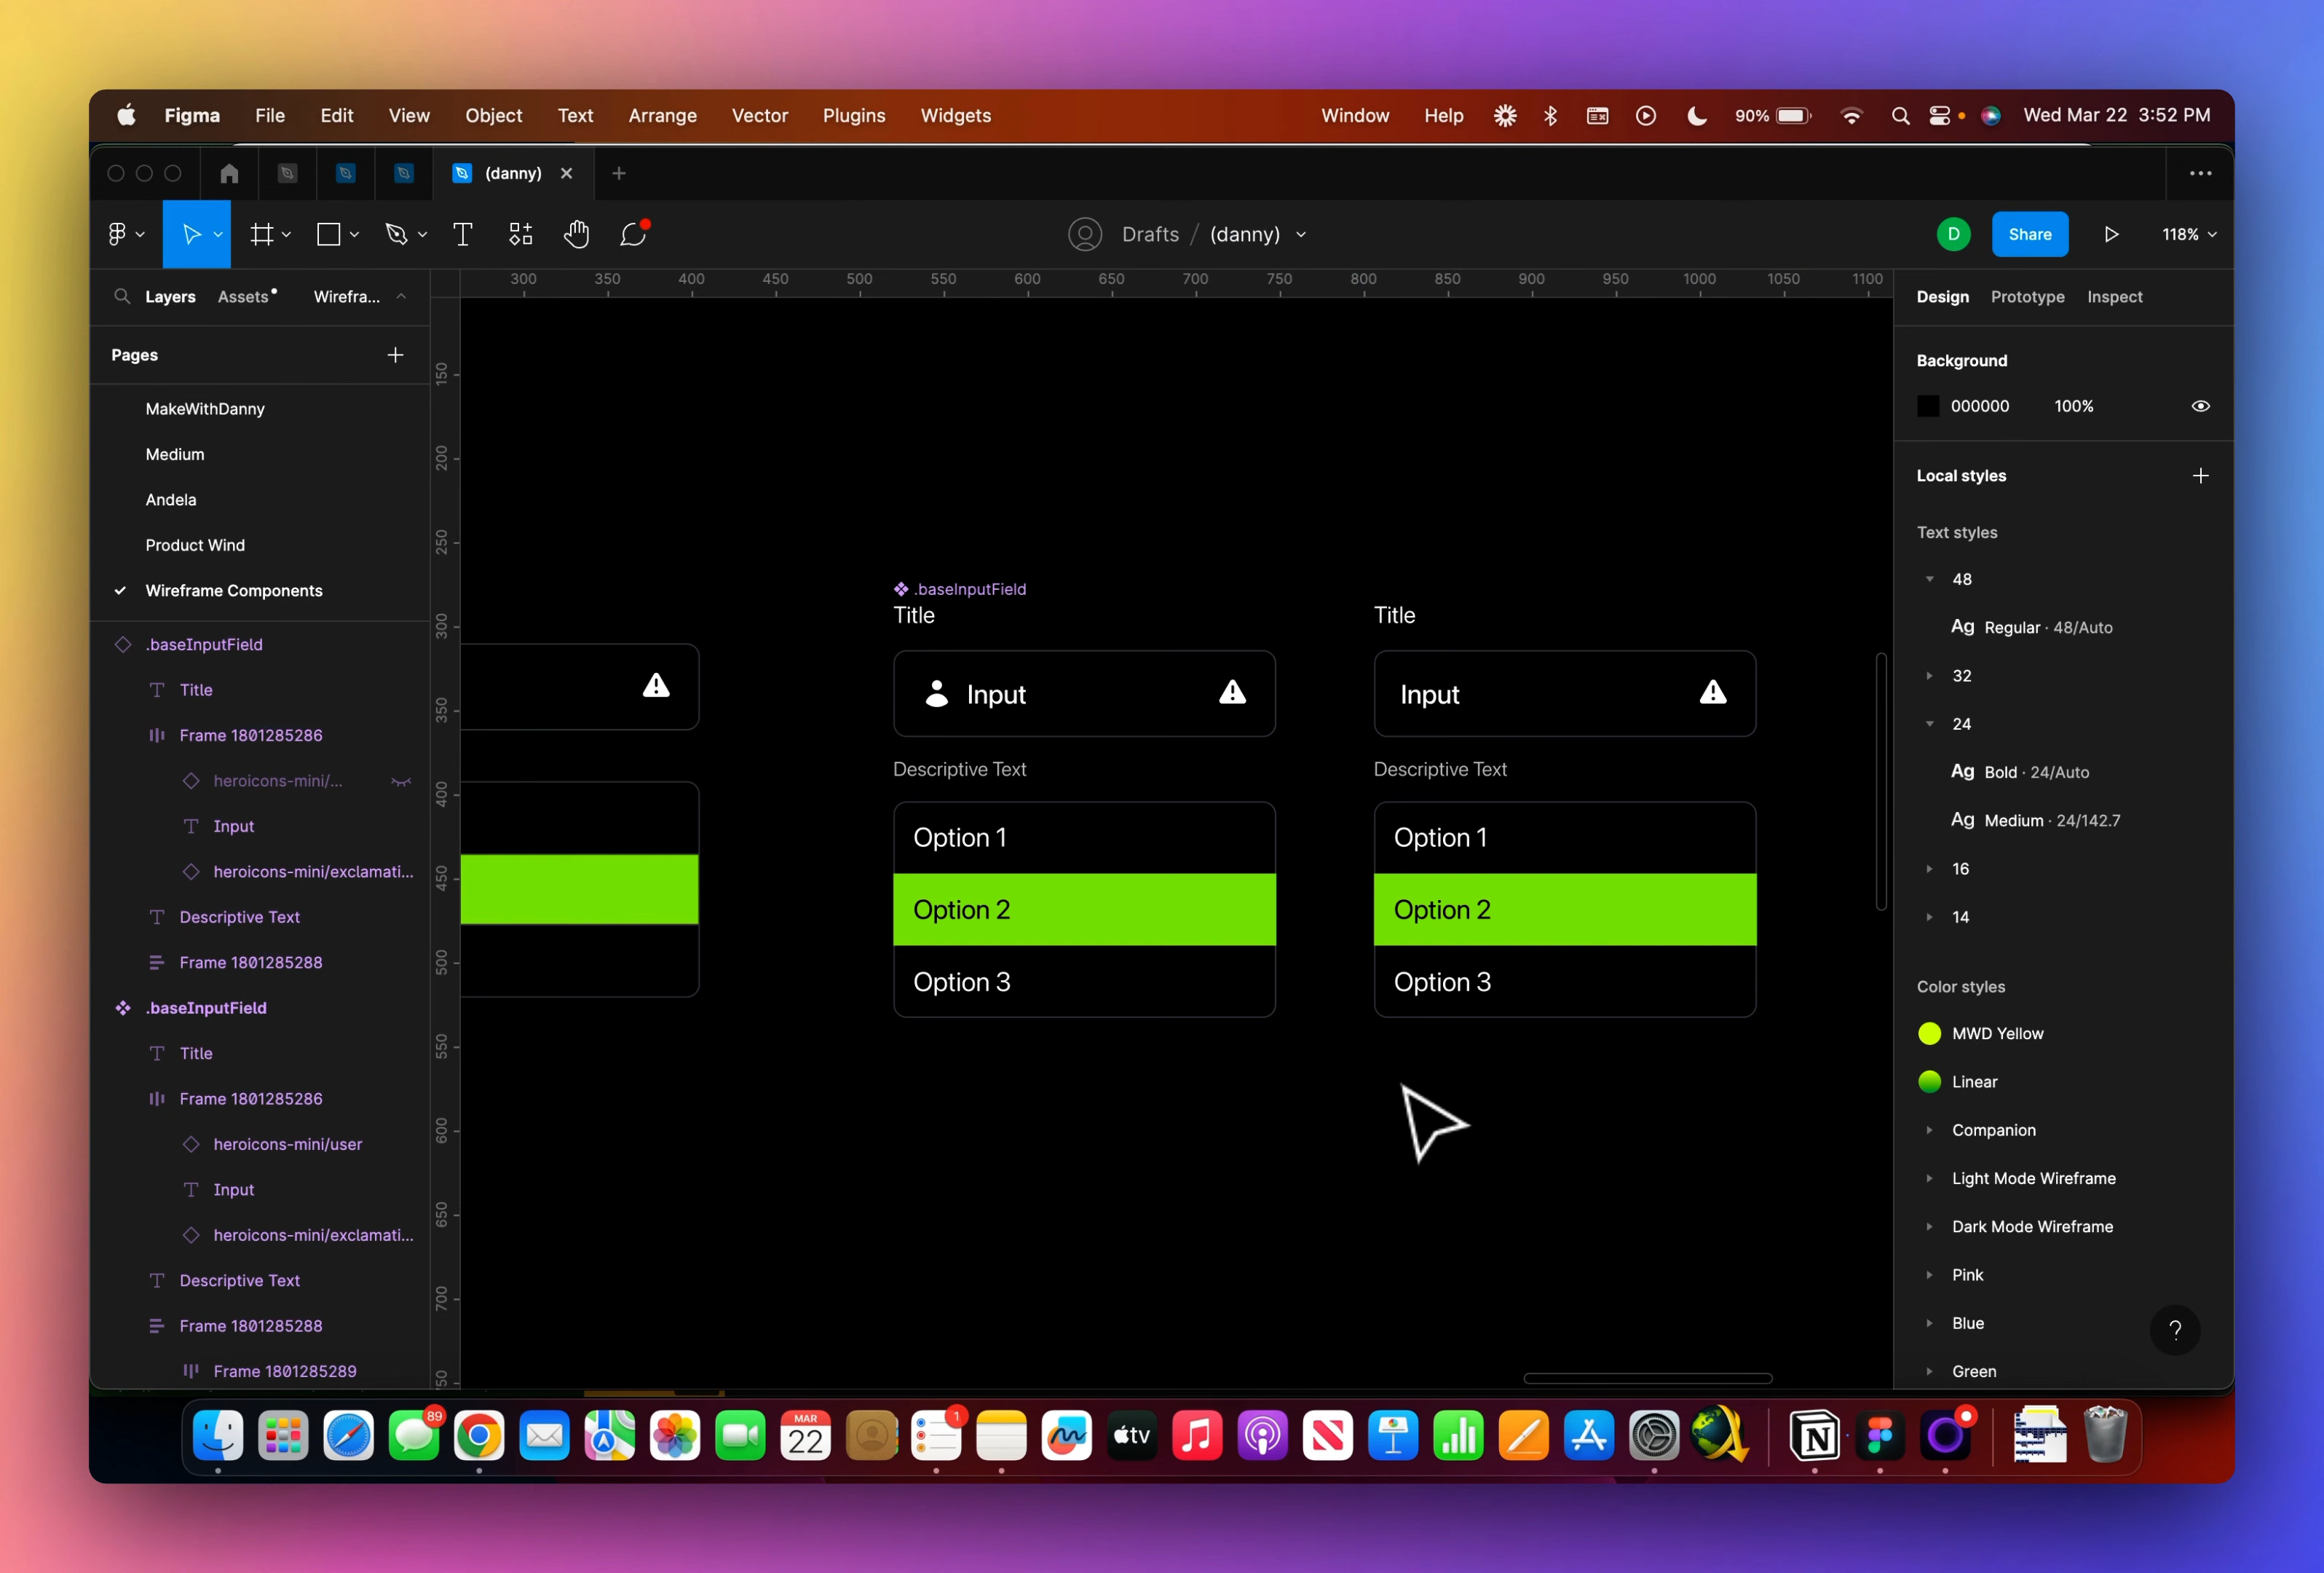 Figma File Edit View Object Text Arrange Vector Plugins Widgets Window Help 90% Wed Mar 22 3:52 PM
(danny)
Drafts / (danny)
D
Share
118%
Layers Assets Wirefra...
300 350 400 450 500 550 600 650 700 750 800 850 900 950 1000 1050 1100
Pages
MakeWithDanny
Medium
Andela
Product Wind
Wireframe Components
.baseInputField
Title
Frame 1801285286
heroicons-mini/...
Input
heroicons-mini/exclamati...
Descriptive Text
Frame 1801285288
.baseInputField
Title
Frame 1801285286
heroicons-mini/user
Input
heroicons-mini/exclamati...
Descriptive Text
Frame 1801285288
Frame 1801285289
150
200
250
300
350
400
450
500
550
600
650
700
50
.baseInputField
Title
Input
Descriptive Text
Option 1
Option 2
Option 3
Title
Input
Descriptive Text
Option 1
Option 2
Option 3
Design Prototype Inspect
Background
000000 100%
Local styles
Text styles
48
Ag Regular · 48/Auto
32
24
Ag Bold · 24/Auto
Ag Medium · 24/142.7
16
14
Color styles
MWD Yellow
Linear
Companion
Light Mode Wireframe
Dark Mode Wireframe
Pink
Blue
Green
?
89
MAR
22
1
tv